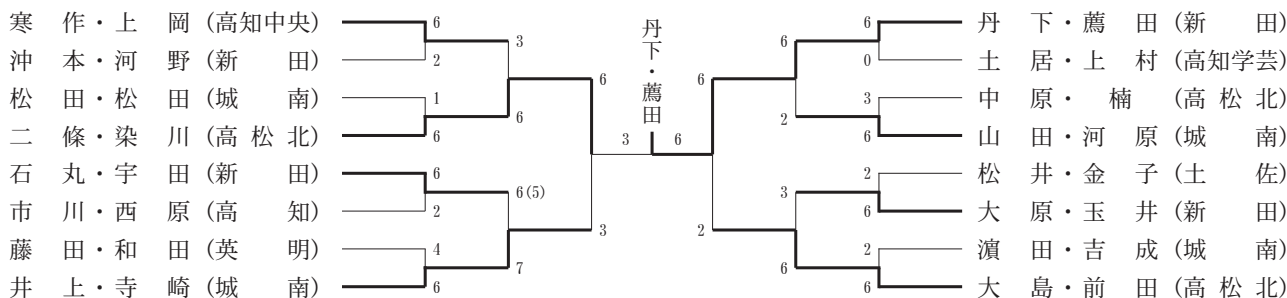 寒作・上岡(高知中央)
沖本・河野(新田)
松田・松田(城南)
二條・染川(高松北)
石丸・宇田(新田)
市川・西原(高知)
藤田・和田(英明)
井上・寺崎(城南)
6
2
1
6
6
2
4
6
3
6
6(5)
7
6
3
3
丹下・薦田
6
6
2
6
2
3
6
6
0
3
6
2
6
2
6
丹下・薦田(新田)
土居・上村(高知学芸)
中原・楠(高松北)
山田・河原(城南)
松井・金子(土佐)
大原・玉井(新田)
濵田・吉成(城南)
大島・前田(高松北)